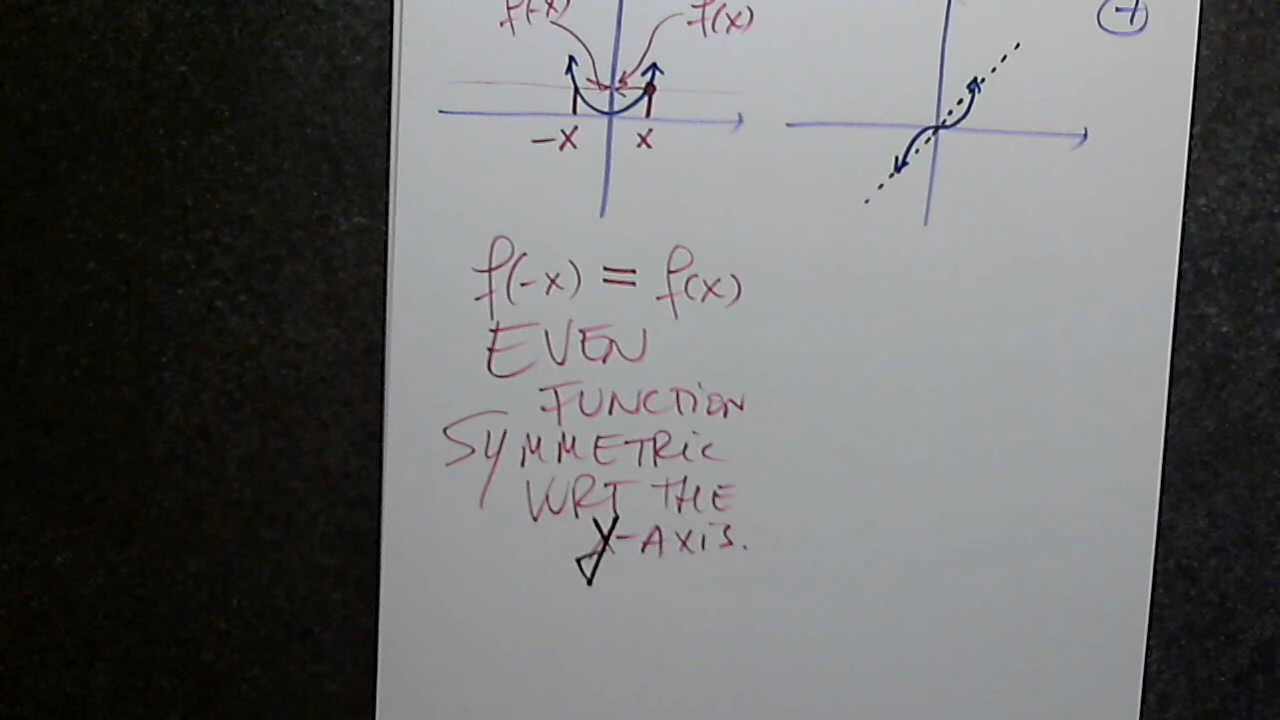 f(-x) f(x)
-x x
f(-x) = f(x)
EVEN
FUNCTION
SYMMETRIC
WRT THE
y-AXIS.